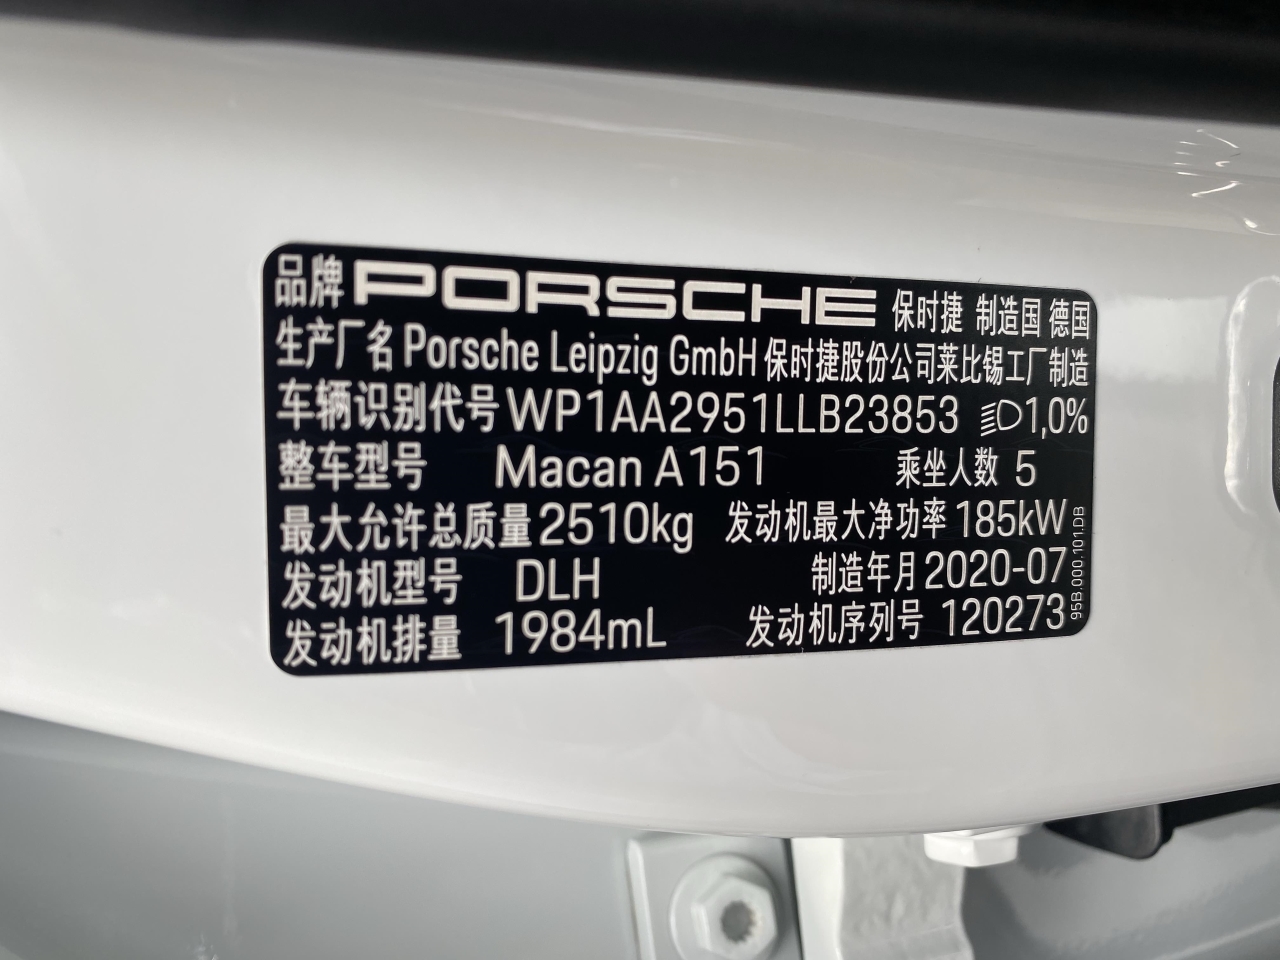 品牌 PORSCHE 保时捷 制造国 德国
生产厂名 Porsche Leipzig GmbH 保时捷股份公司莱比锡工厂制造
车辆识别代号 WP1AA2951LLB23853 1,0%
整车型号 Macan A151 乘坐人数 5
最大允许总质量 2510kg 发动机最大净功率 185kW
发动机型号 DLH 制造年月 2020-07
发动机排量 1984mL 发动机序列号 120273
95B.000.101.DB